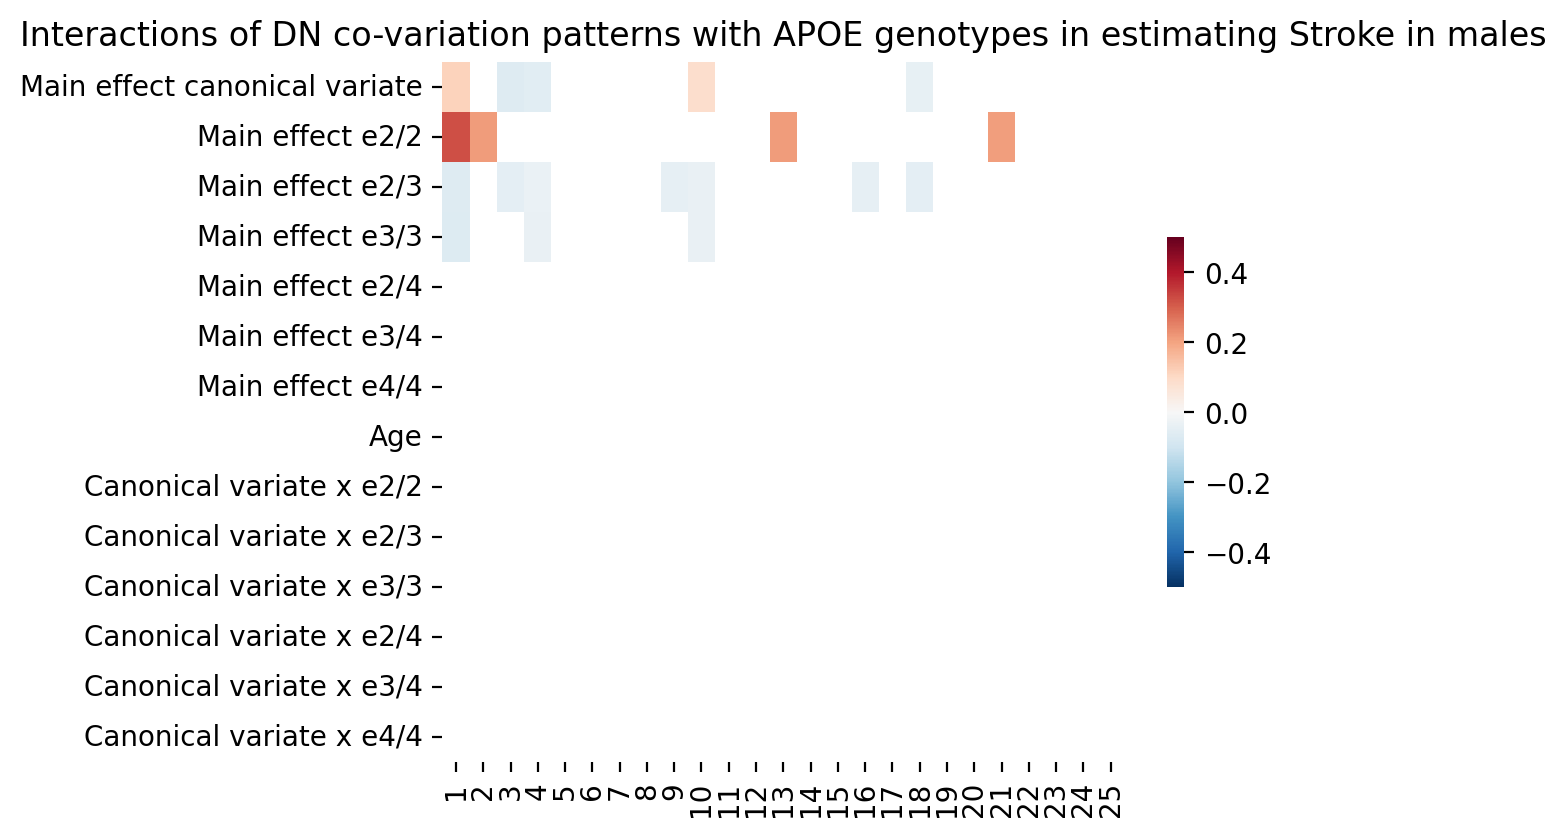 Interactions of DN co-variation patterns with APOE genotypes in estimating Stroke in males
Main effect canonical variate
Main effect e2/2
Main effect e2/3
Main effect e3/3
Main effect e2/4
Main effect e3/4
Main effect e4/4
Age
Canonical variate x e2/2
Canonical variate x e2/3
Canonical variate x e3/3
Canonical variate x e2/4
Canonical variate x e3/4
Canonical variate x e4/4
1 2 3 4 5 6 7 8 9 10 11 12 13 14 15 16 17 18 19 20 21 22 23 24 25
0.4
0.2
0.0
−0.2
−0.4